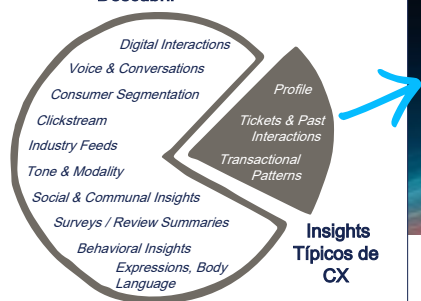 Digital Interactions
Voice & Conversations
Consumer Segmentation
Clickstream
Industry Feeds
Tone & Modality
Social & Communal Insights
Surveys / Review Summaries
Behavioral Insights
Expressions, Body
Language
Profile
Tickets & Past
Interactions
Transactional
Patterns
Insights
Típicos de
CX